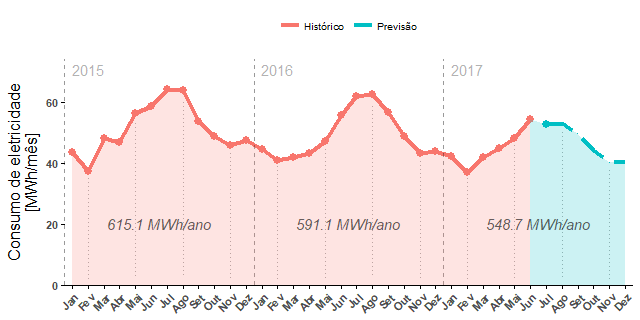 Histórico Previsão
2015 2016 2017
Consumo de eletricidade
[MWh/mês]
60
40
20
0
615.1 MWh/ano 591.1 MWh/ano 548.7 MWh/ano
Jan Fev Mar Abr Mai Jun Jul Ago Set Out Nov Dez Jan Fev Mar Abr Mai Jun Jul Ago Set Out Nov Dez Jan Fev Mar Abr Mai Jun Jul Ago Set Out Nov Dez